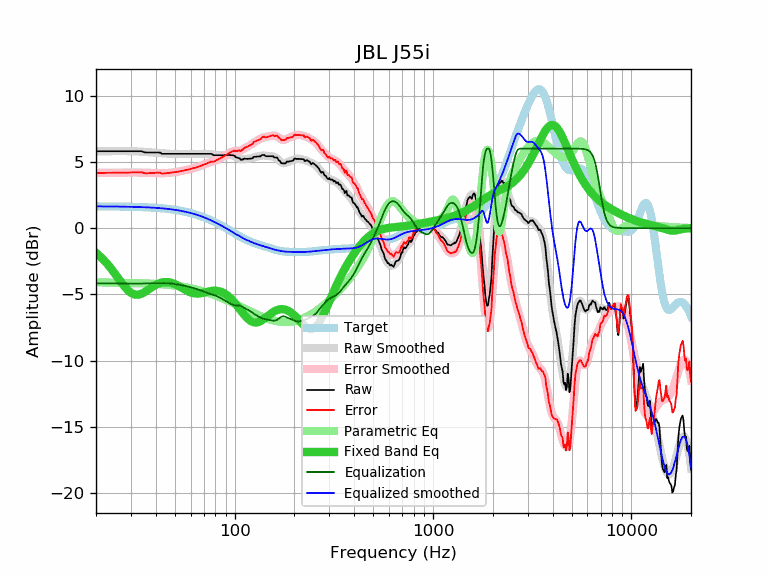 JBL J55i
Amplitude (dBr)
10
5
0
−5
−10
−15
−20
Target
Raw Smoothed
Error Smoothed
Raw
Error
Parametric Eq
Fixed Band Eq
Equalization
Equalized smoothed
100
1000
10000
Frequency (Hz)